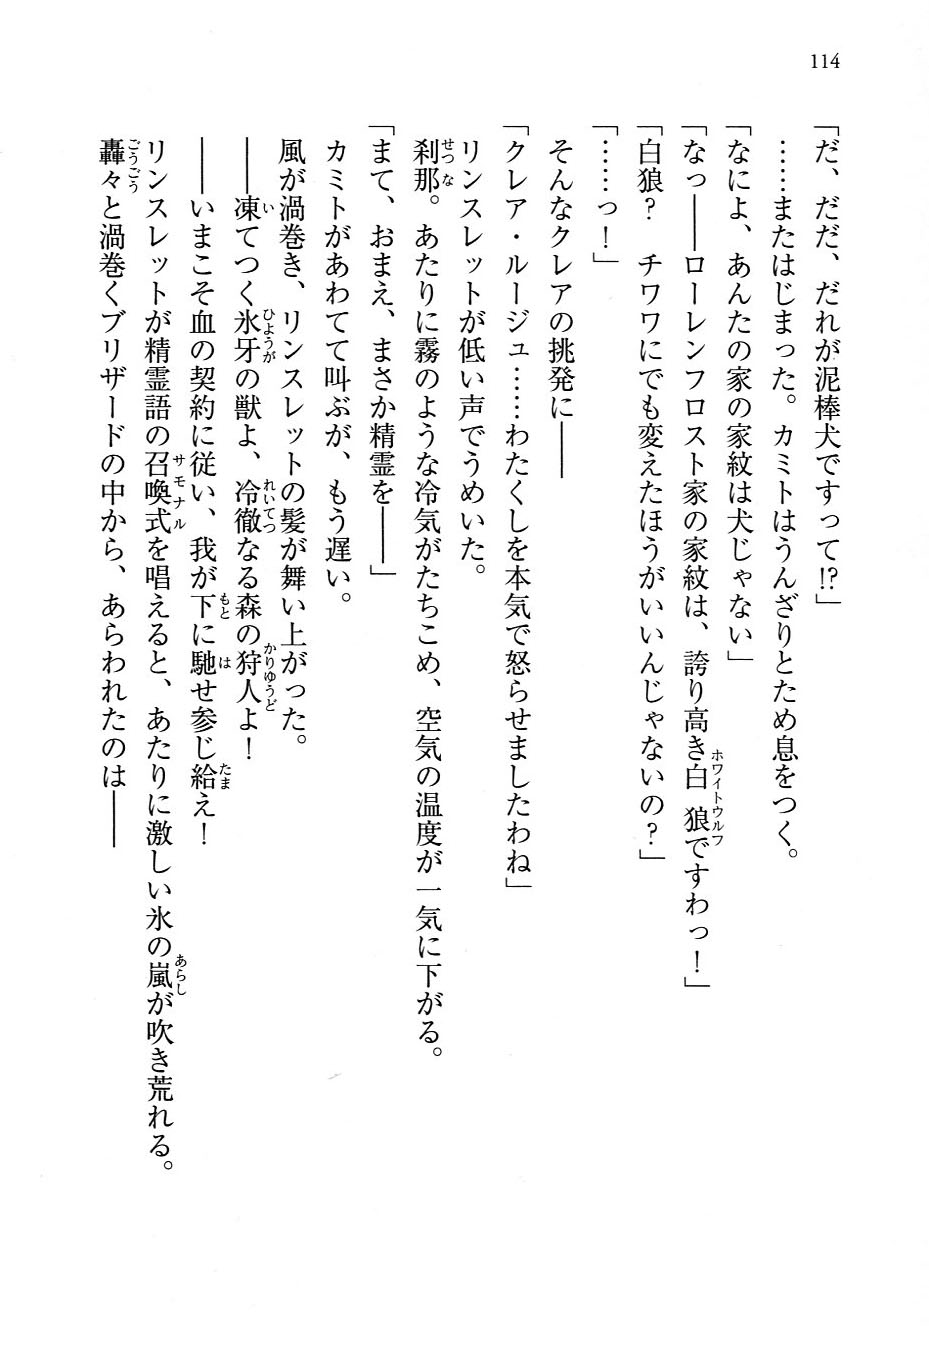 114
「だ、だだ、だれが泥棒犬ですって!?」
……またはじまった。カミトはうんざりとため息をつく。
「なによ、あんたの家の家紋は犬じゃない」
「なっ――ローレンフロスト家の家紋は、誇り高き白狼ですわっ！」
「白狼？　チワワにでも変えたほうがいいんじゃないの？」
「……っ！」
そんなクレアの挑発に――
「クレア・ルージュ……わたくしを本気で怒らせましたわね」
リンスレットが低い声でうめいた。
刹那。あたりに霧のような冷気がたちこめ、空気の温度が一気に下がる。
「まて、おまえ、まさか精霊を――」
カミトがあわてて叫ぶが、もう遅い。
風が渦巻き、リンスレットの髪が舞い上がった。
――凍てつく氷牙の獣よ、冷徹なる森の狩人よ！
――いまこそ血の契約に従い、我が下に馳せ参じ給え！
リンスレットが精霊語の召喚式を唱えると、あたりに激しい氷の嵐が吹き荒れる。
轟々と渦巻くブリザードの中から、あらわれたのは――